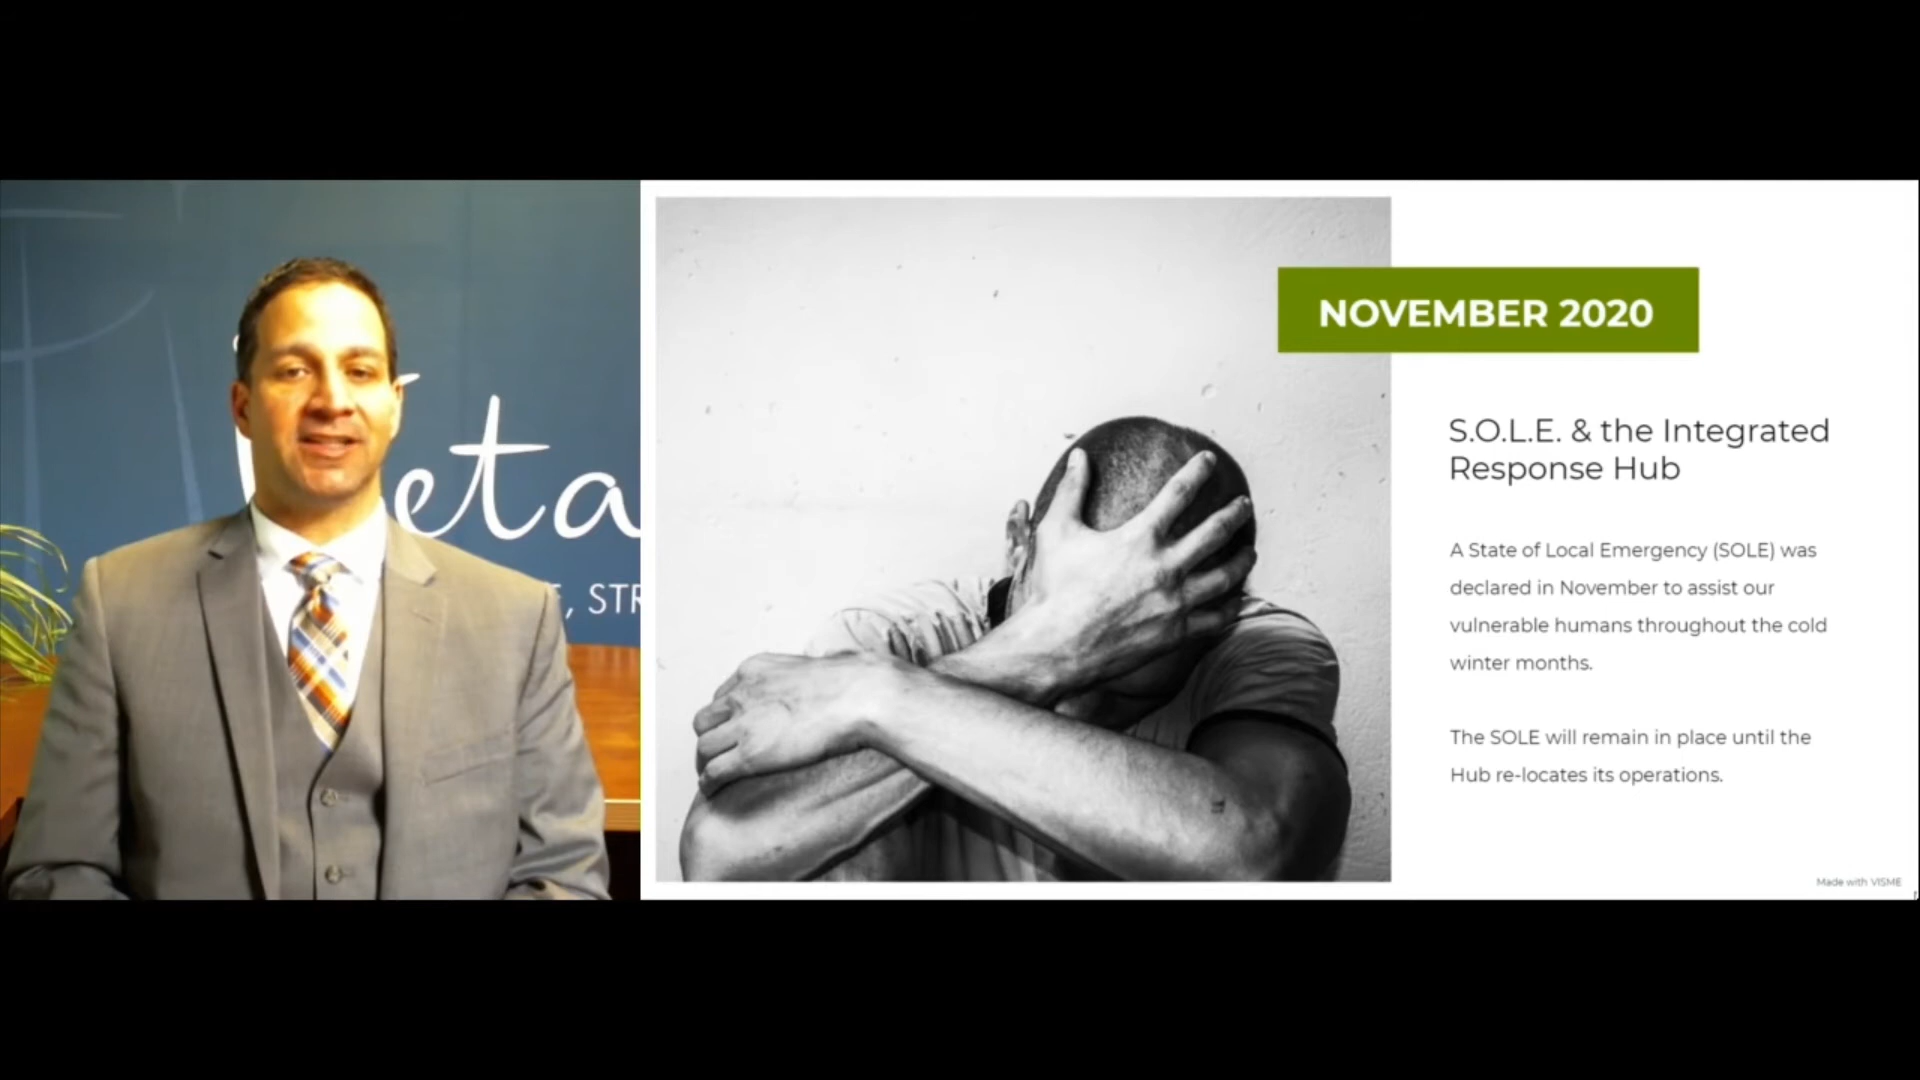 eta
, STR
NOVEMBER 2020
S.O.L.E. & the Integrated
Response Hub
A State of Local Emergency (SOLE) was
declared in November to assist our
vulnerable humans throughout the cold
winter months.
The SOLE will remain in place until the
Hub re-locates its operations.
Made with VISME